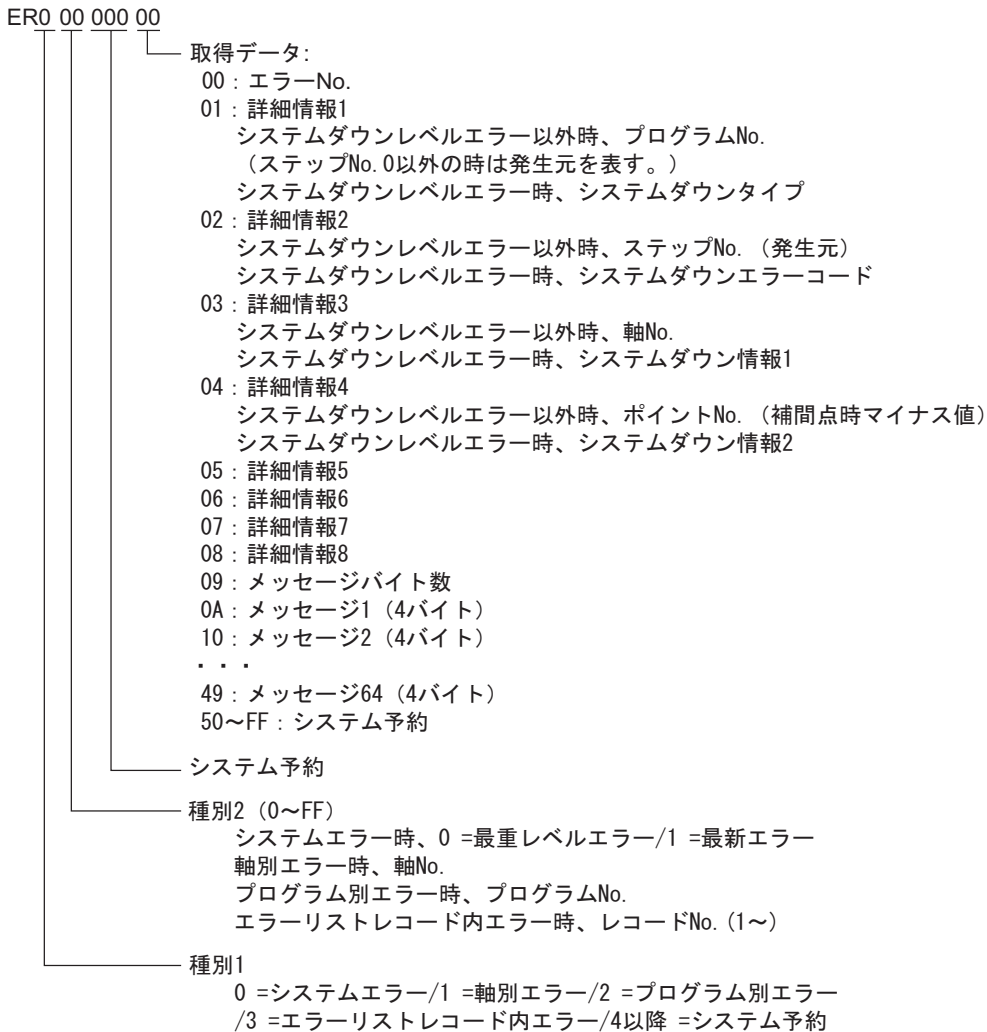 ER0 00 000 00
取得データ:
00：エラーNo.
01：詳細情報1
システムダウンレベルエラー以外時、プログラムNo.
（ステップNo.0以外の時は発生元を表す。）
システムダウンレベルエラー時、システムダウンタイプ
02：詳細情報2
システムダウンレベルエラー以外時、ステップNo.（発生元）
システムダウンレベルエラー時、システムダウンエラーコード
03：詳細情報3
システムダウンレベルエラー以外時、軸No.
システムダウンレベルエラー時、システムダウン情報1
04：詳細情報4
システムダウンレベルエラー以外時、ポイントNo.（補間点時マイナス値）
システムダウンレベルエラー時、システムダウン情報2
05：詳細情報5
06：詳細情報6
07：詳細情報7
08：詳細情報8
09：メッセージバイト数
0A：メッセージ1（4バイト）
10：メッセージ2（4バイト）
・・・
49：メッセージ64（4バイト）
50～FF：システム予約
システム予約
種別2（0～FF）
システムエラー時、0 =最重レベルエラー/1 =最新エラー
軸別エラー時、軸No.
プログラム別エラー時、プログラムNo.
エラーリストレコード内エラー時、レコードNo.(1～)
種別1
0 =システムエラー/1 =軸別エラー/2 =プログラム別エラー
/3 =エラーリストレコード内エラー/4以降 =システム予約